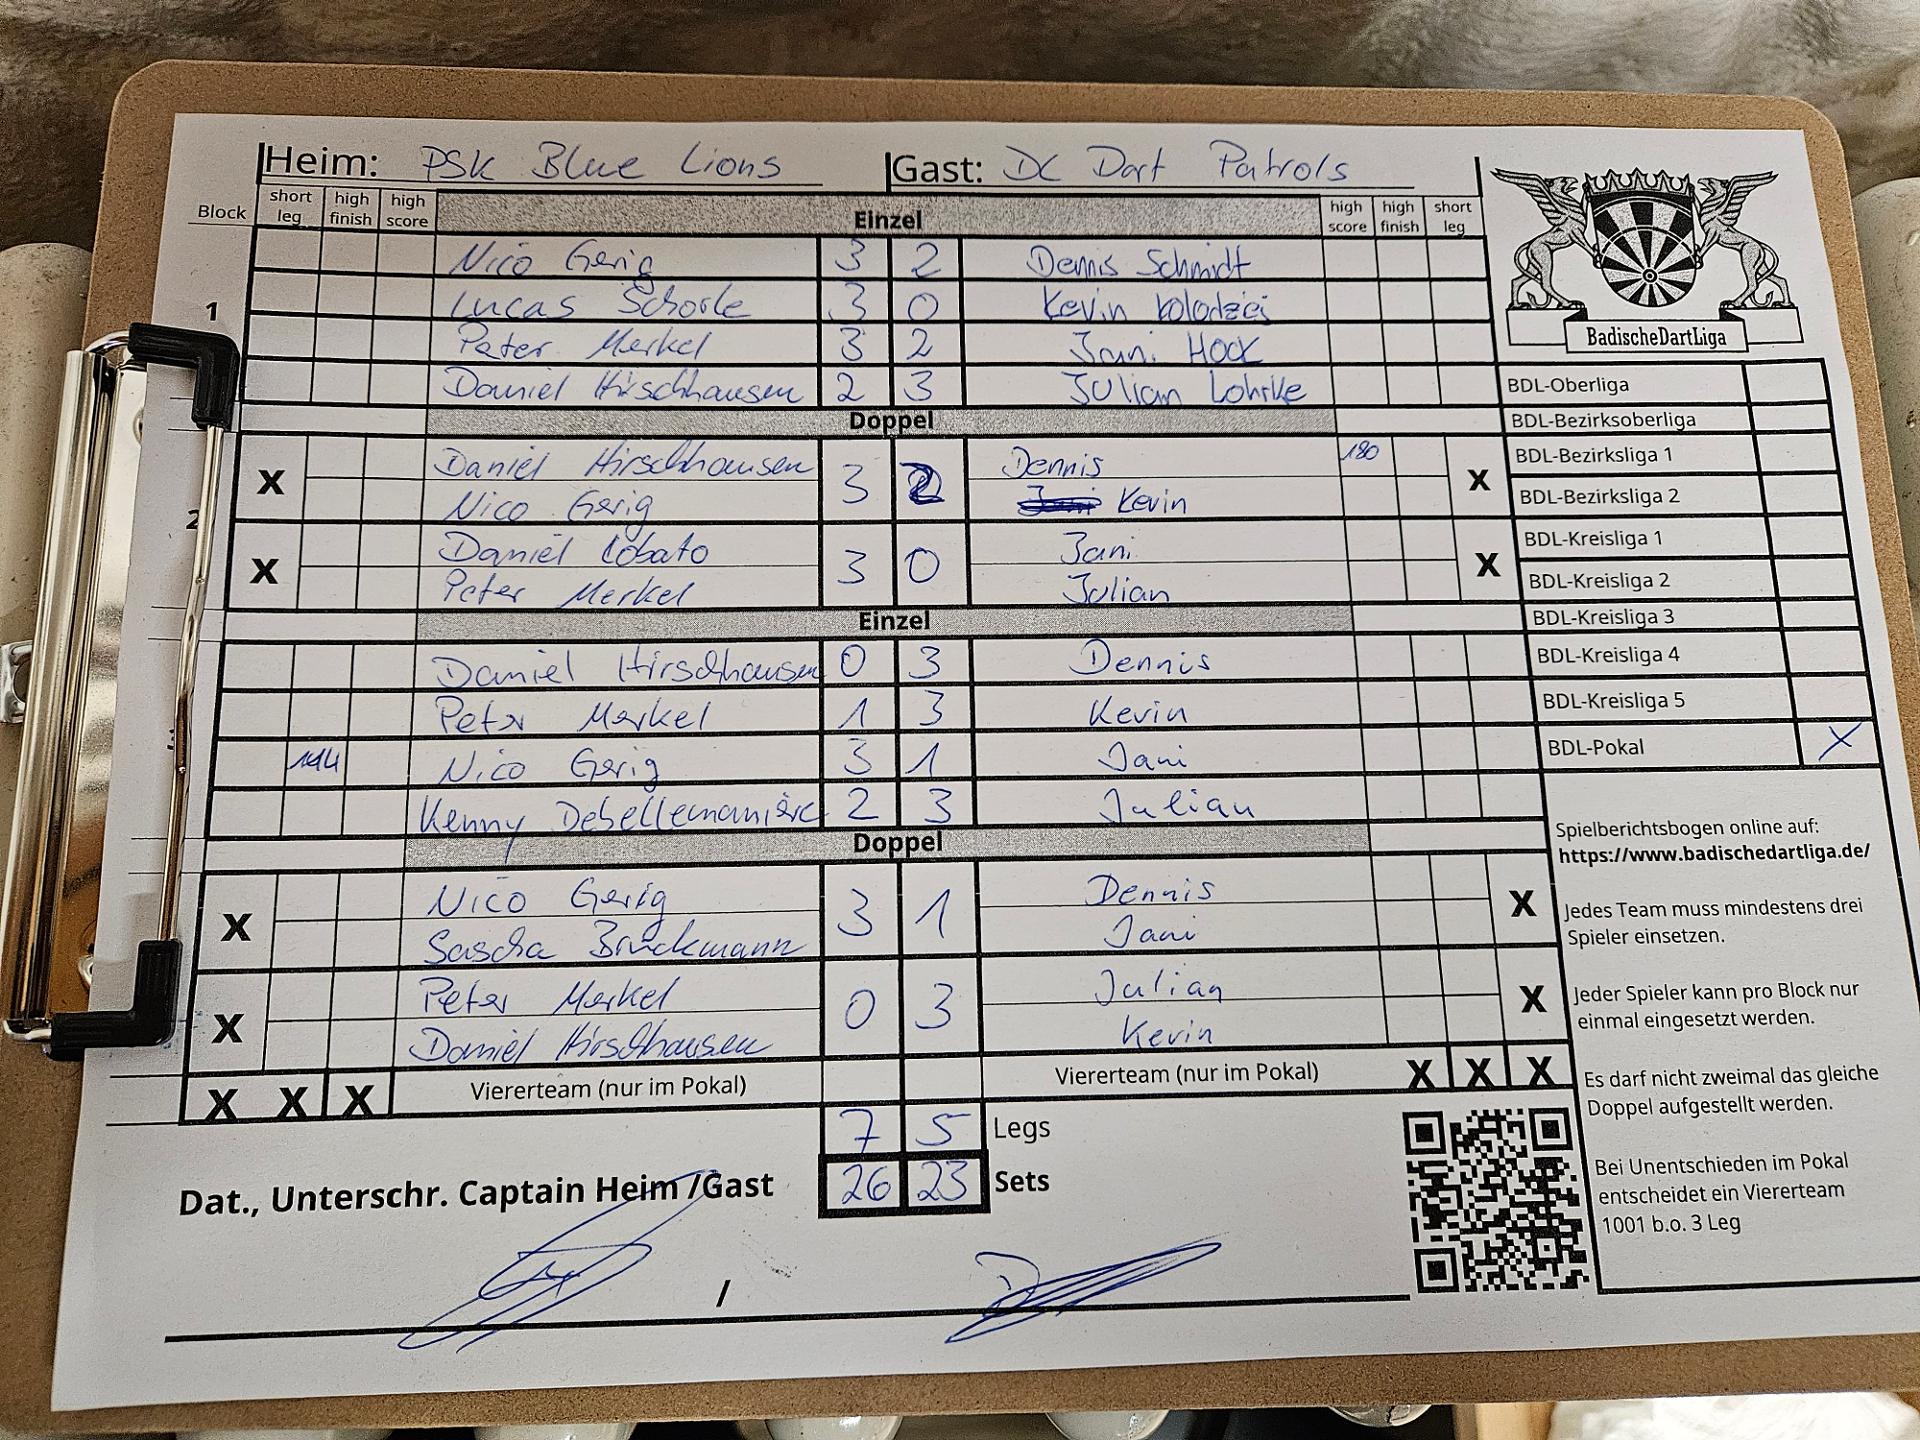 Heim: PSK Blue Lions Gast: DC Dart Patrols
Block short leg high finish high score Einzel high score high finish short leg
Nico Gerig 3 2 Dennis Schmidt
1 Lucas Schorle 3 0 Kevin Kolodzej
Peter Merkel 3 2 Jani Hock
Daniel Hirschhausen 2 3 Julian Lohrke
Doppel
X Daniel Hirschhausen 3 2 Dennis 180 X
Nico Gerig Kevin
2
X Daniel Lobato 3 0 Jani X
Peter Merkel Julian
Einzel
Daniel Hirschhausen 0 3 Dennis
Peter Merkel 1 3 Kevin
144 Nico Gerig 3 1 Jani
Kenny Debellemanière 2 3 Julian
Doppel
X Nico Gerig 3 1 Dennis X
Sascha Bruckmann Jani
X Peter Merkel 0 3 Julian X
Daniel Hirschhausen Kevin
X X X Viererteam (nur im Pokal) Viererteam (nur im Pokal) X X X
7 5 Legs
Dat., Unterschr. Captain Heim /Gast 26 23 Sets
/
BadischeDartLiga
BDL-Oberliga
BDL-Bezirksoberliga
BDL-Bezirksliga 1
BDL-Bezirksliga 2
BDL-Kreisliga 1
BDL-Kreisliga 2
BDL-Kreisliga 3
BDL-Kreisliga 4
BDL-Kreisliga 5
BDL-Pokal X
Spielberichtsbogen online auf:
https://www.badischedartliga.de/
Jedes Team muss mindestens drei
Spieler einsetzen.
Jeder Spieler kann pro Block nur
einmal eingesetzt werden.
Es darf nicht zweimal das gleiche
Doppel aufgestellt werden.
Bei Unentschieden im Pokal
entscheidet ein Viererteam
1001 b.o. 3 Leg